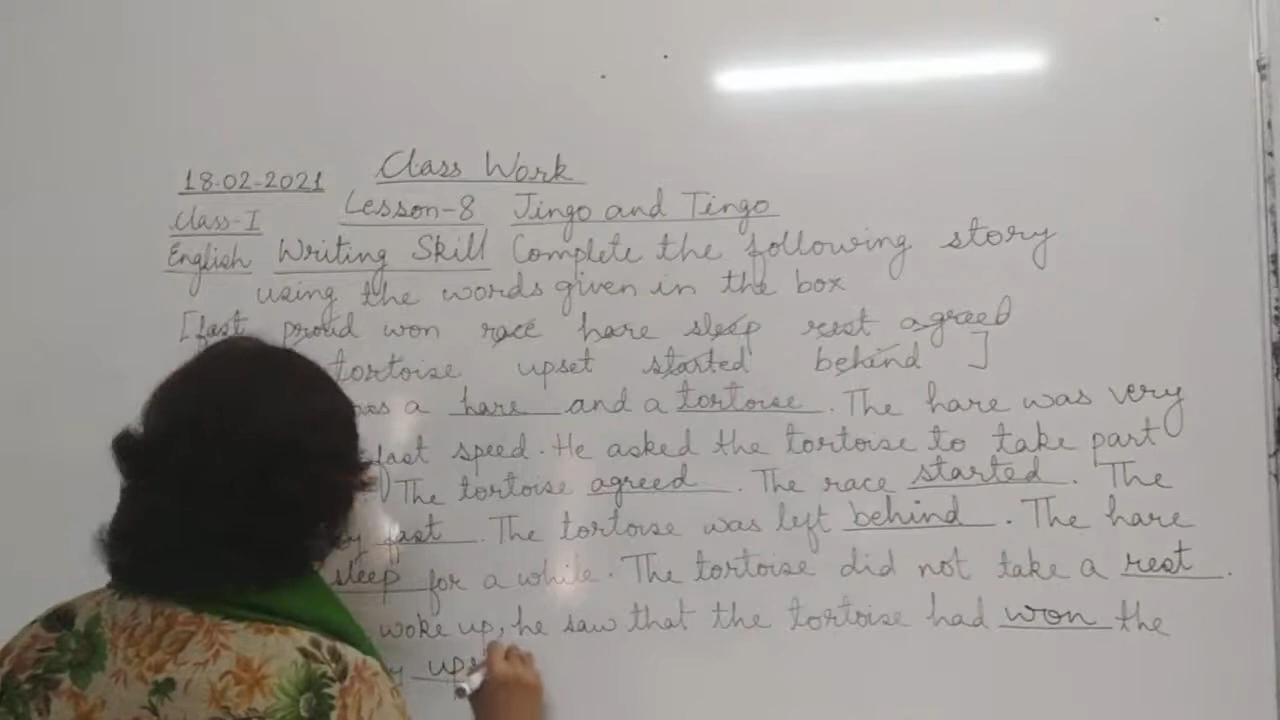 Class Work
18.02.2021
Class-I Lesson-8 Jingo and Tingo
English Writing Skill Complete the following story
using the words given in the box
[fast proud won race hare sleep rest agreed
tortoise upset started behind ]
a hare and a tortoise. The hare was very
fast speed. He asked the tortoise to take part
The tortoise agreed. The race started. The
fast. The tortoise was left behind. The hare
sleep for a while. The tortoise did not take a rest.
woke up, he saw that the tortoise had won the
ups